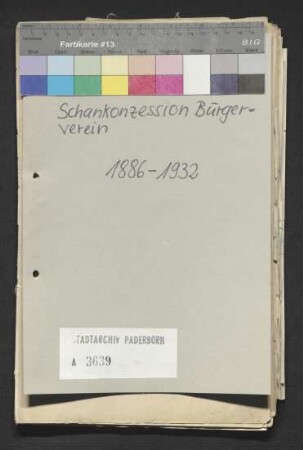 Farbkarte #13
B.I.G.
Schankonzession Bürger-
verein
1886-1932
STADTARCHIV PADERBORN
A 3639